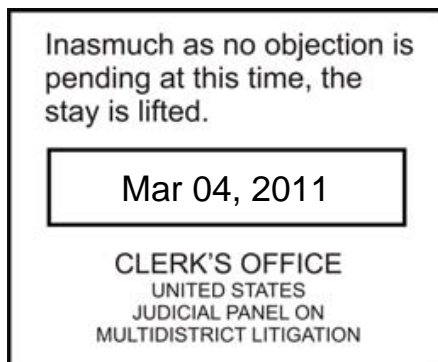 Inasmuch as no objection is
pending at this time, the
stay is lifted.
Mar 04, 2011
CLERK'S OFFICE
UNITED STATES
JUDICIAL PANEL ON
MULTIDISTRICT LITIGATION